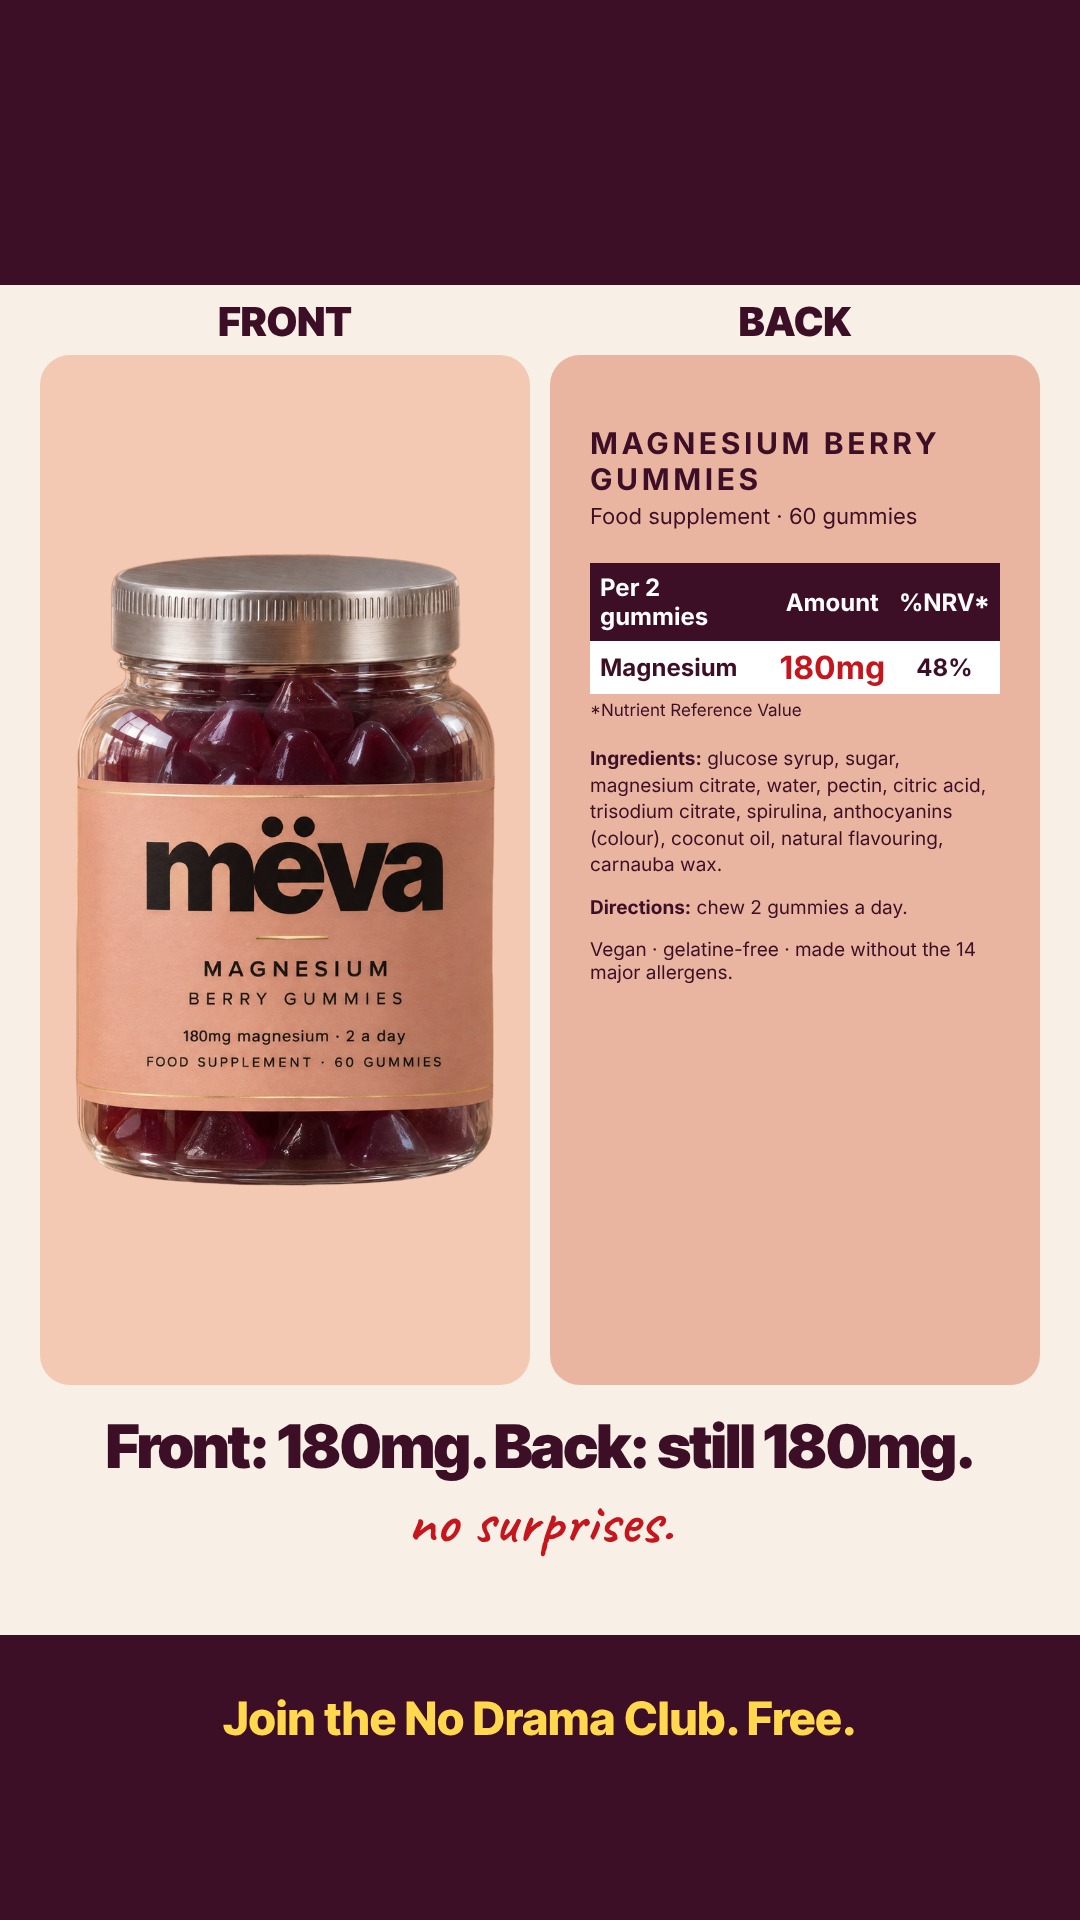 FRONT
mëva
MAGNESIUM
BERRY GUMMIES
180mg magnesium · 2 a day
FOOD SUPPLEMENT · 60 GUMMIES
BACK
MAGNESIUM BERRY
GUMMIES
Food supplement · 60 gummies
Per 2
gummies
Amount
%NRV*
Magnesium 180mg 48%
*Nutrient Reference Value
Ingredients: glucose syrup, sugar,
magnesium citrate, water, pectin, citric acid,
trisodium citrate, spirulina, anthocyanins
(colour), coconut oil, natural flavouring,
carnauba wax.
Directions: chew 2 gummies a day.
Vegan · gelatine-free · made without the 14
major allergens.
Front: 180mg. Back: still 180mg.
no surprises.
Join the No Drama Club. Free.